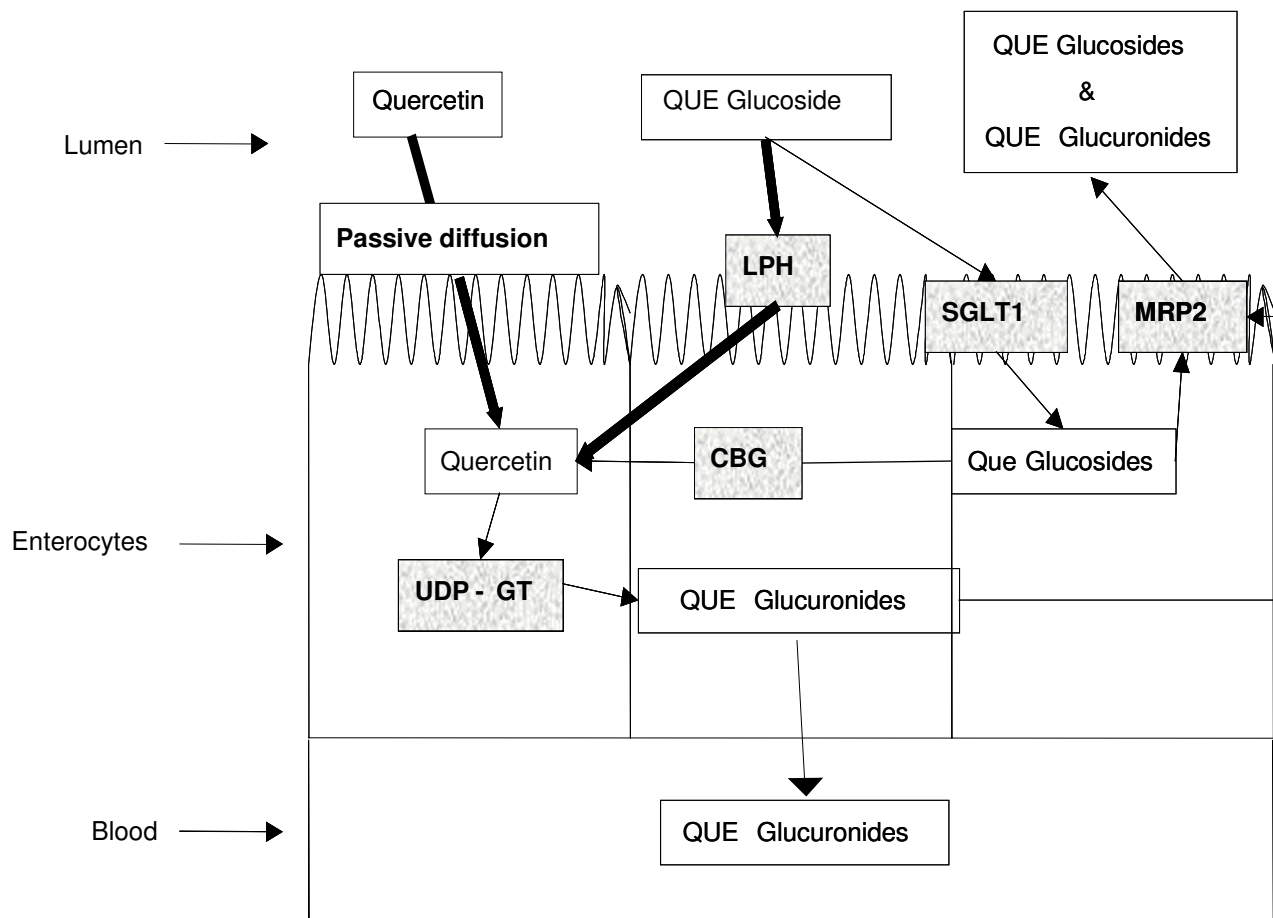 QUE Glucosides
&
QUE Glucuronides
Quercetin
QUE Glucoside
Lumen
Passive diffusion
LPH
SGLT1
MRP2
Quercetin
CBG
Que Glucosides
Enterocytes
UDP - GT
QUE Glucuronides
Blood
QUE Glucuronides